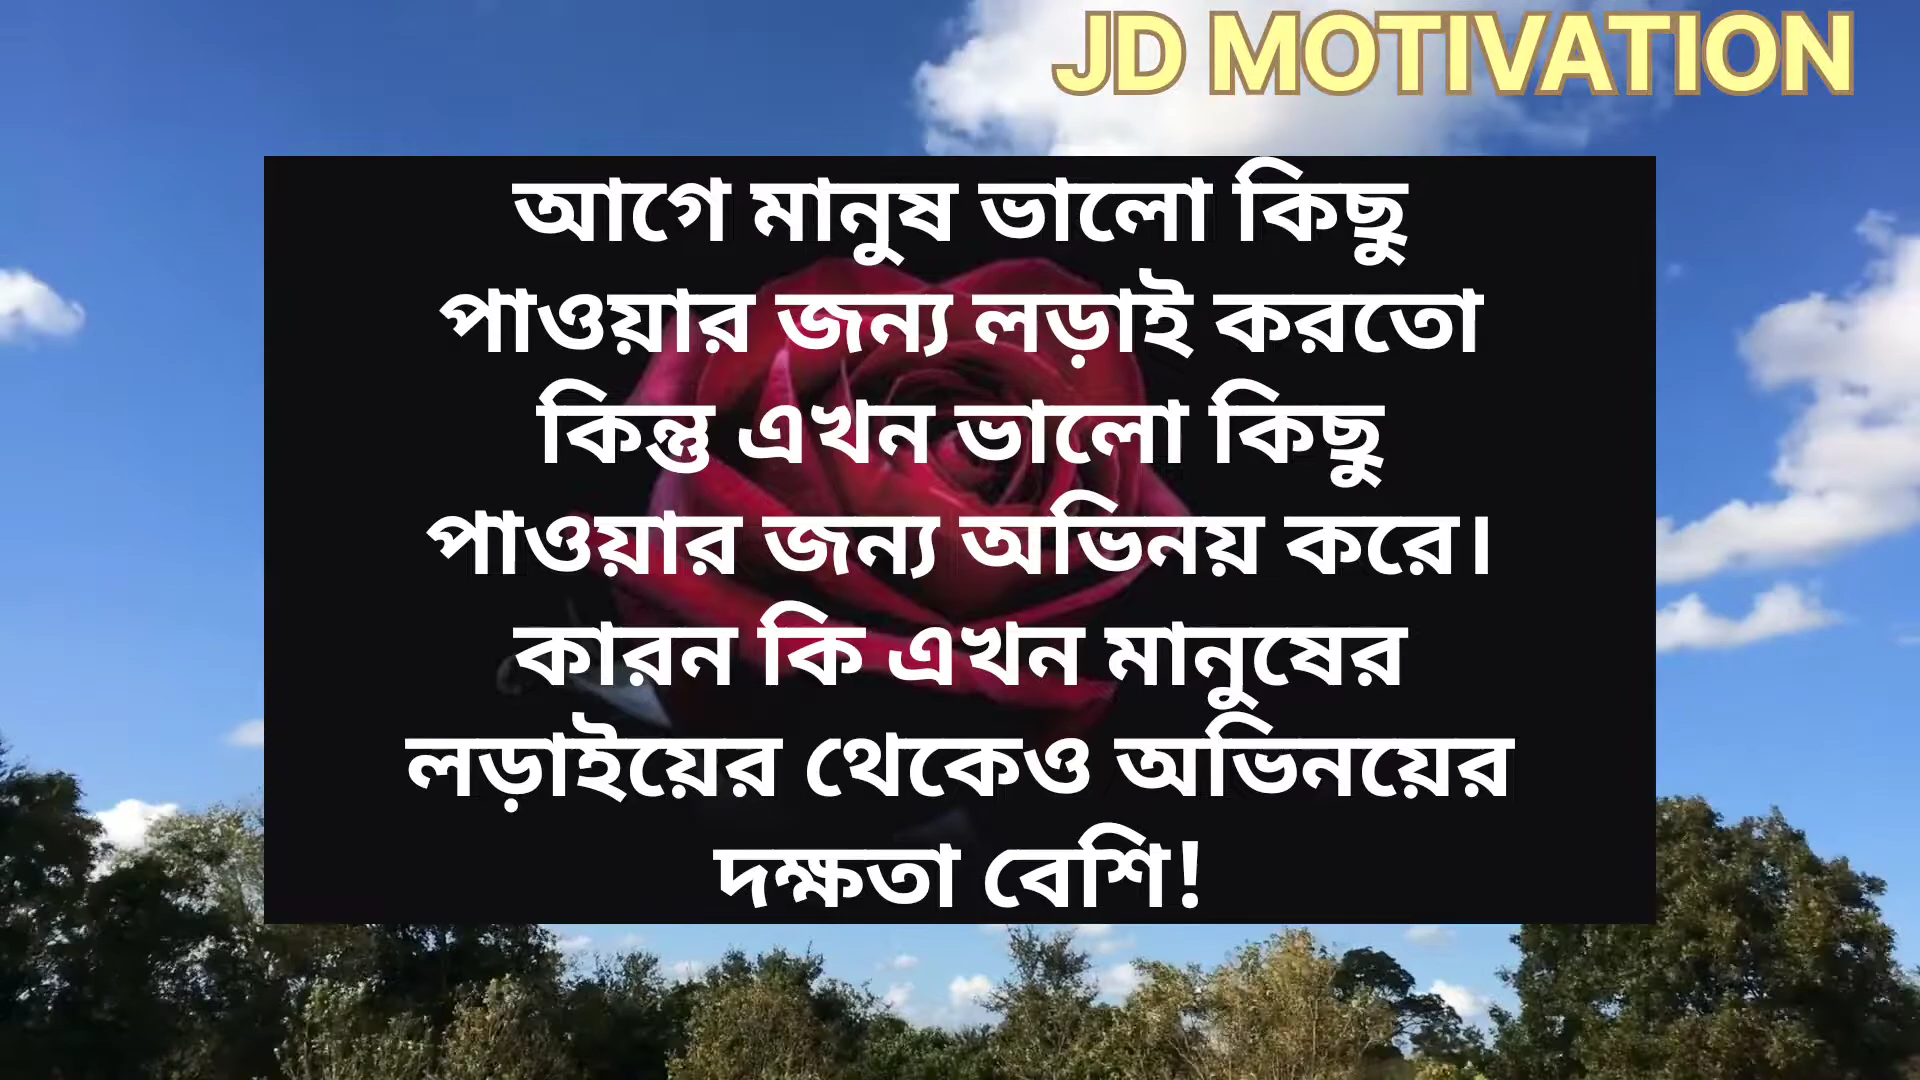 JD MOTIVATION
আগে মানুষ ভালো কিছু
পাওয়ার জন্য লড়াই করতো
কিন্তু এখন ভালো কিছু
পাওয়ার জন্য অভিনয় করে।
কারন কি এখন মানুষের
লড়াইয়ের থেকেও অভিনয়ের
দক্ষতা বেশি!